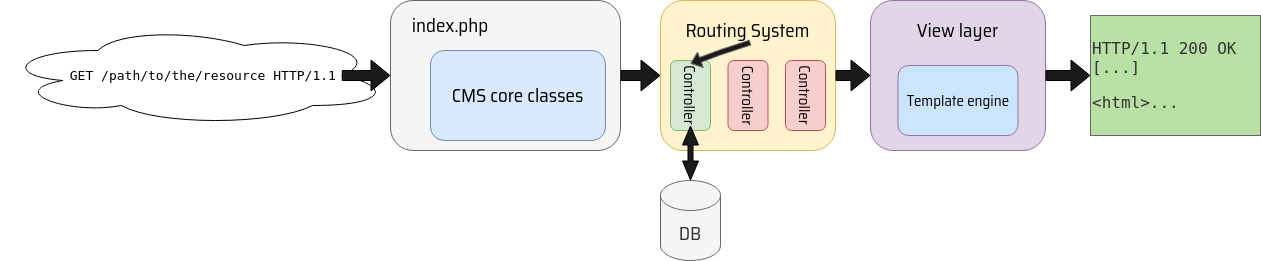 GET /path/to/the/resource HTTP/1.1
index.php
CMS core classes
Routing System
Controller
Controller
Controller
DB
View layer
Template engine
HTTP/1.1 200 OK
[...]
<html>...